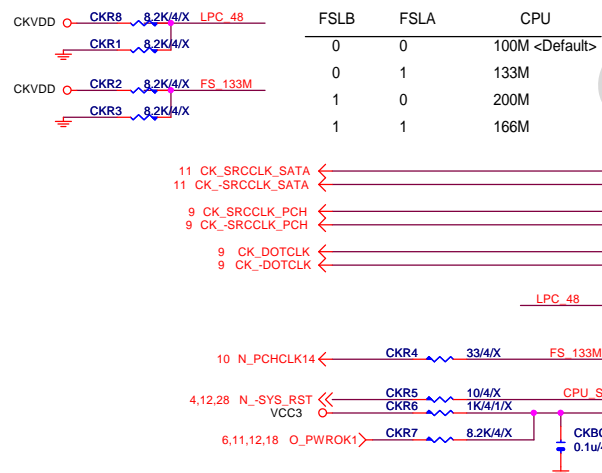 CKVDD CKR8 8.2K/4/X LPC_48
CKR1 8.2K/4/X
CKVDD CKR2 8.2K/4/X FS_133M
CKR3 8.2K/4/X
FSLB FSLA CPU
0 0 100M <Default>
0 1 133M
1 0 200M
1 1 166M
11 CK_SRCCLK_SATA
11 CK_-SRCCLK_SATA
9 CK_SRCCLK_PCH
9 CK_-SRCCLK_PCH
9 CK_DOTCLK
9 CK_-DOTCLK
LPC_48
10 N_PCHCLK14 CKR4 33/4/X FS_133M
4,12,28 N_-SYS_RST CKR5 10/4/X CPU_S
VCC3 CKR6 1K/4/1/X
6,11,12,18 O_PWROK1 CKR7 8.2K/4/X
0.1u/